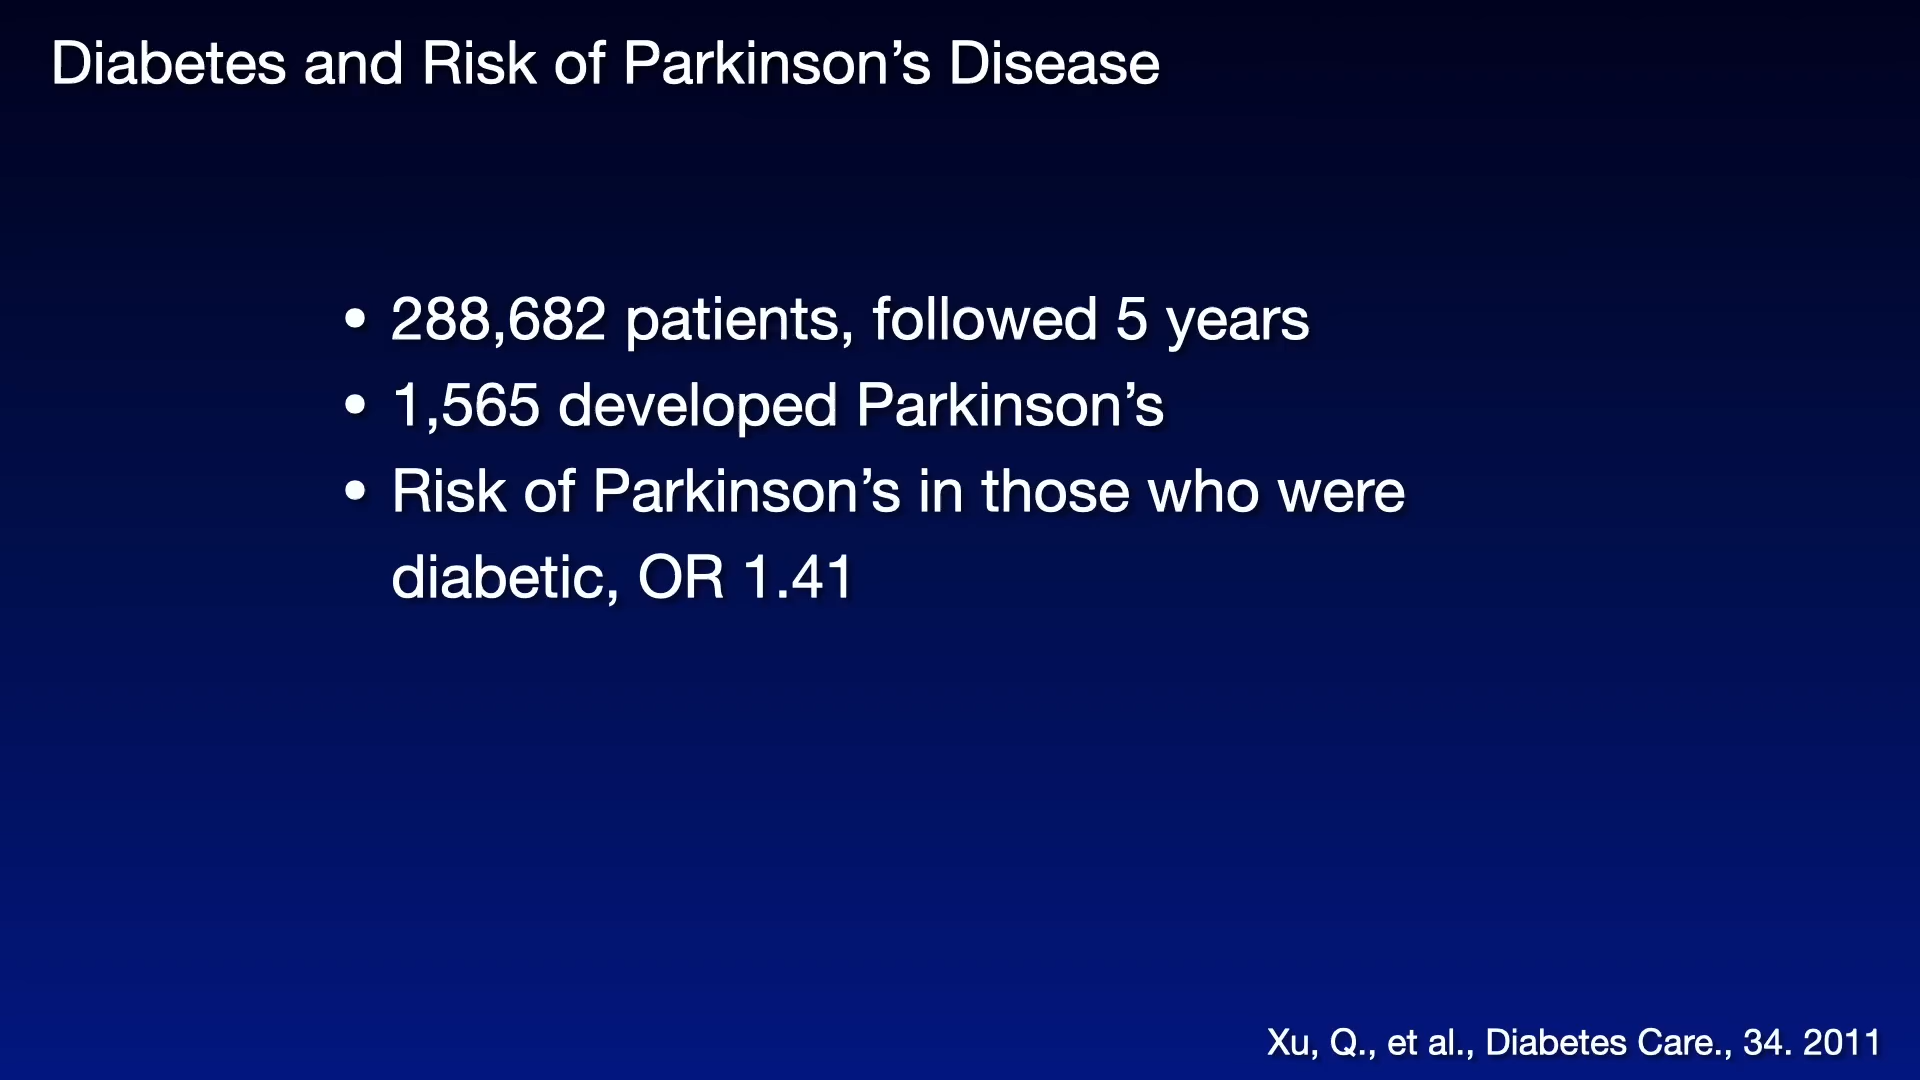 Diabetes and Risk of Parkinson’s Disease
• 288,682 patients, followed 5 years
• 1,565 developed Parkinson’s
• Risk of Parkinson’s in those who were
diabetic, OR 1.41
Xu, Q., et al., Diabetes Care., 34. 2011